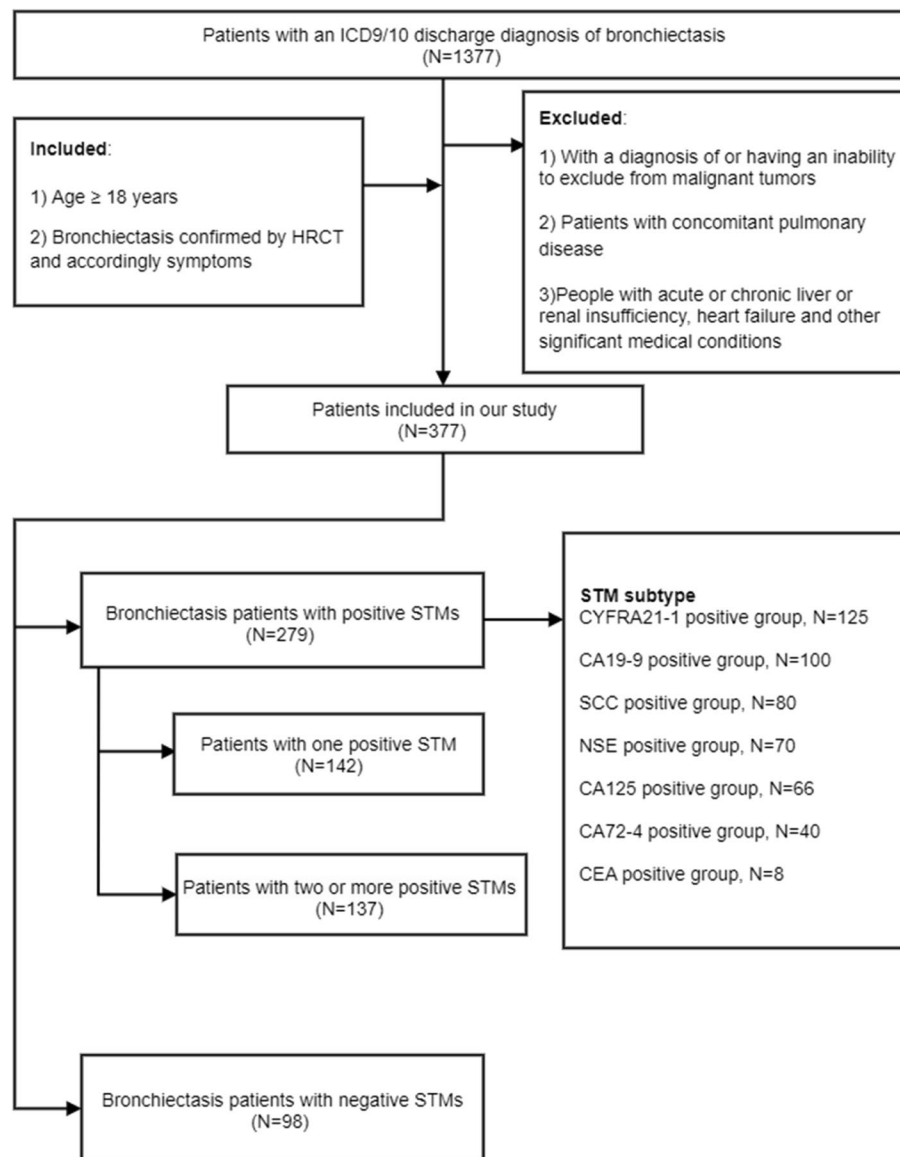 Patients with an ICD9/10 discharge diagnosis of bronchiectasis
(N=1377)
Included:
1) Age ≥ 18 years
2) Bronchiectasis confirmed by HRCT
and accordingly symptoms
Excluded:
1) With a diagnosis of or having an inability
to exclude from malignant tumors
2) Patients with concomitant pulmonary
disease
3)People with acute or chronic liver or
renal insufficiency, heart failure and other
significant medical conditions
Patients included in our study
(N=377)
Bronchiectasis patients with positive STMs
(N=279)
STM subtype
CYFRA21-1 positive group, N=125
CA19-9 positive group, N=100
SCC positive group, N=80
NSE positive group, N=70
CA125 positive group, N=66
CA72-4 positive group, N=40
CEA positive group, N=8
Patients with one positive STM
(N=142)
Patients with two or more positive STMs
(N=137)
Bronchiectasis patients with negative STMs
(N=98)